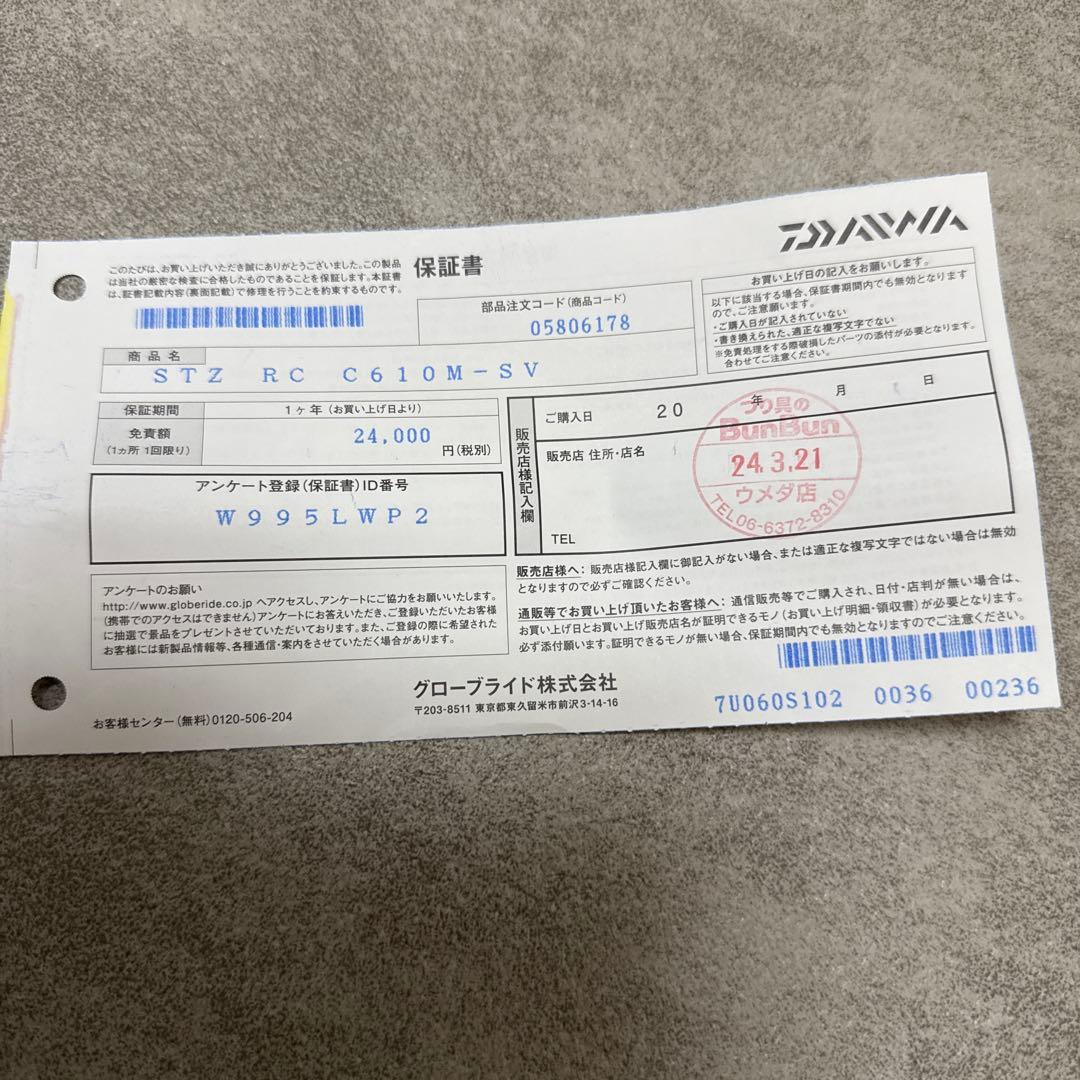 DAIWA
このたびは、お買い上げいただき誠にありがとうございました。この製品
は当社の厳密な検査に合格したものであることを保証します。本証書
は、証書記載内容(裏面記載)で修理を行うことを約束するものです。
保証書
部品注文コード(商品コード)
05806178
お買い上げ日の記入をお願いします。
以下に該当する場合、保証書期間内でも無効となります
ので、ご注意願います。
・ご購入日が記入されていない
・書き換えられた、適正な複写文字でない
※免責処理をする際破損したパーツの添付が必要となります。
合わせてご注意ください。
商品名
STZ RC C610M-SV
保証期間
1ヶ年(お買い上げ日より)
免責額
(1ヵ所 1回限り)
24,000
円(税別)
アンケート登録(保証書)ID番号
W995LWP2
販売店様記入欄
ご購入日 20 年 月 日
販売店 住所・店名
TEL
つり具の
BunBun
24.3.21
ウメダ店
TEL06-6372-8310
アンケートのお願い
http://www.globeride.co.jp へアクセスし、アンケートにご協力をお願いいたします。
(携帯でのアクセスはできません)アンケートにお答えいただき、ご登録いただいたお客様
に抽選で景品をプレゼントさせていただいております。また、ご登録の際に希望された
お客様には新製品情報等、各種通信・案内をさせていただく場合があります。
販売店様へ:販売店様記入欄に御記入がない場合、または適正な複写文字ではない場合は無効
となりますので必ずご確認ください。
通販等でお買い上げ頂いたお客様へ:通信販売等でご購入され、日付・店判が無い場合は、
お買い上げ日とお買い上げ販売店名が証明できるモノ(お買い上げ明細・領収書)が必要となります。
必ず添付願います。証明できるモノが無い場合、保証期間内でも無効となりますのでご注意ください。
お客様センター(無料)0120-506-204
グローブライド株式会社
〒203-8511 東京都東久留米市前沢3-14-16
7U060S102 0036 00236